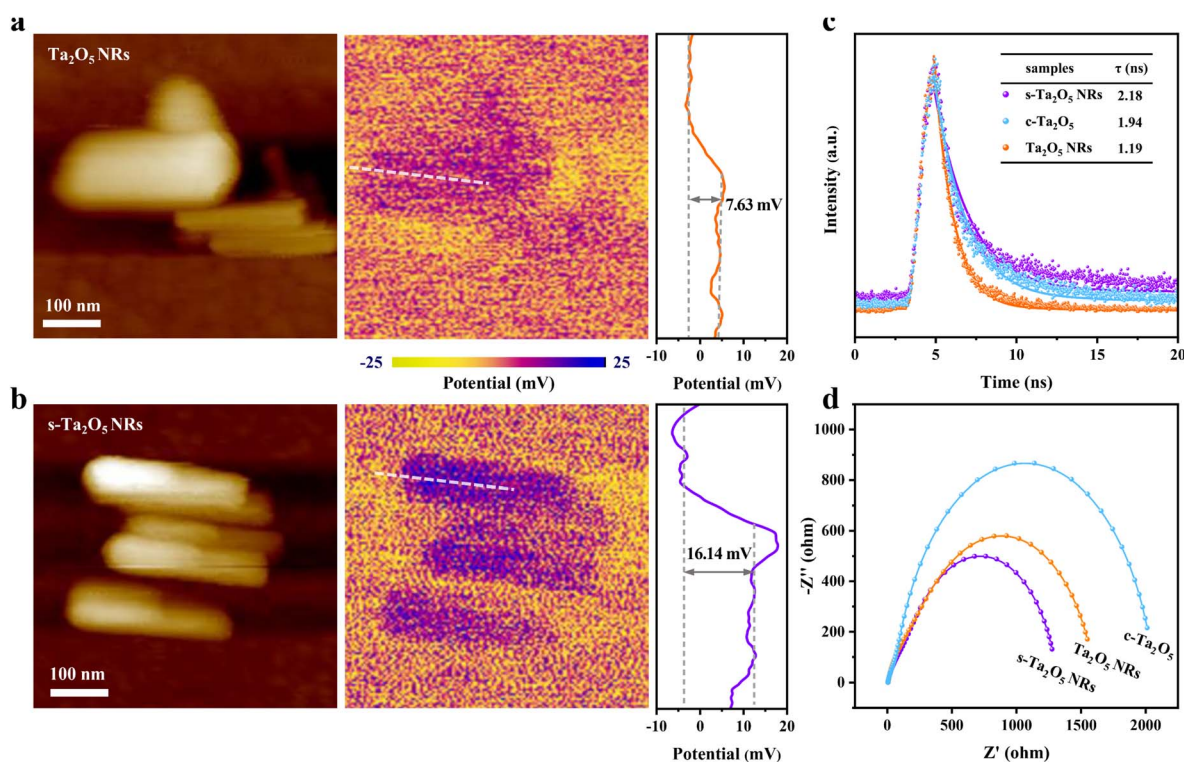 a
Ta₂O₅ NRs
100 nm
7.63 mV
-10 0 10 20
Potential (mV)
-25 25
Potential (mV)
b
s-Ta₂O₅ NRs
100 nm
16.14 mV
-10 0 10 20
Potential (mV)
c
samples τ (ns)
s-Ta₂O₅ NRs 2.18
c-Ta₂O₅ 1.94
Ta₂O₅ NRs 1.19
Intensity (a.u.)
0 5 10 15 20
Time (ns)
d
1000
800
600
400
200
0
-Z'' (ohm)
c-Ta₂O₅
Ta₂O₅ NRs
s-Ta₂O₅ NRs
0 500 1000 1500 2000
Z' (ohm)